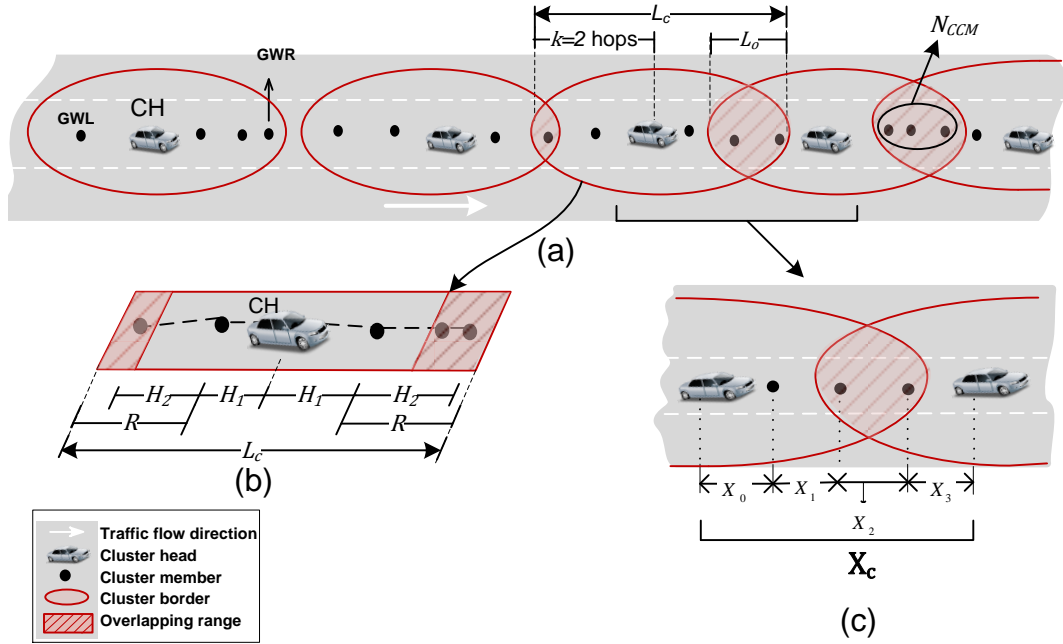 L_c
k=2 hops
L_o
N_CCM
GWR
CH
GWL
(a)
CH
H_2 H_1 H_1 H_2
R R
L_c
(b)
X_0 X_1 X_3
X_2
X_c
(c)
Traffic flow direction
Cluster head
Cluster member
Cluster border
Overlapping range